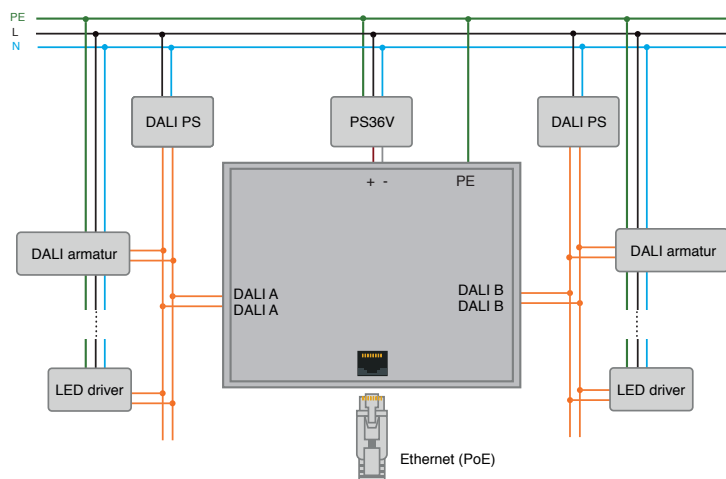 PE
L
N
DALI PS
PS36V
DALI PS
+ -
PE
DALI armatur
DALI armatur
DALI A
DALI A
DALI B
DALI B
LED driver
LED driver
Ethernet (PoE)